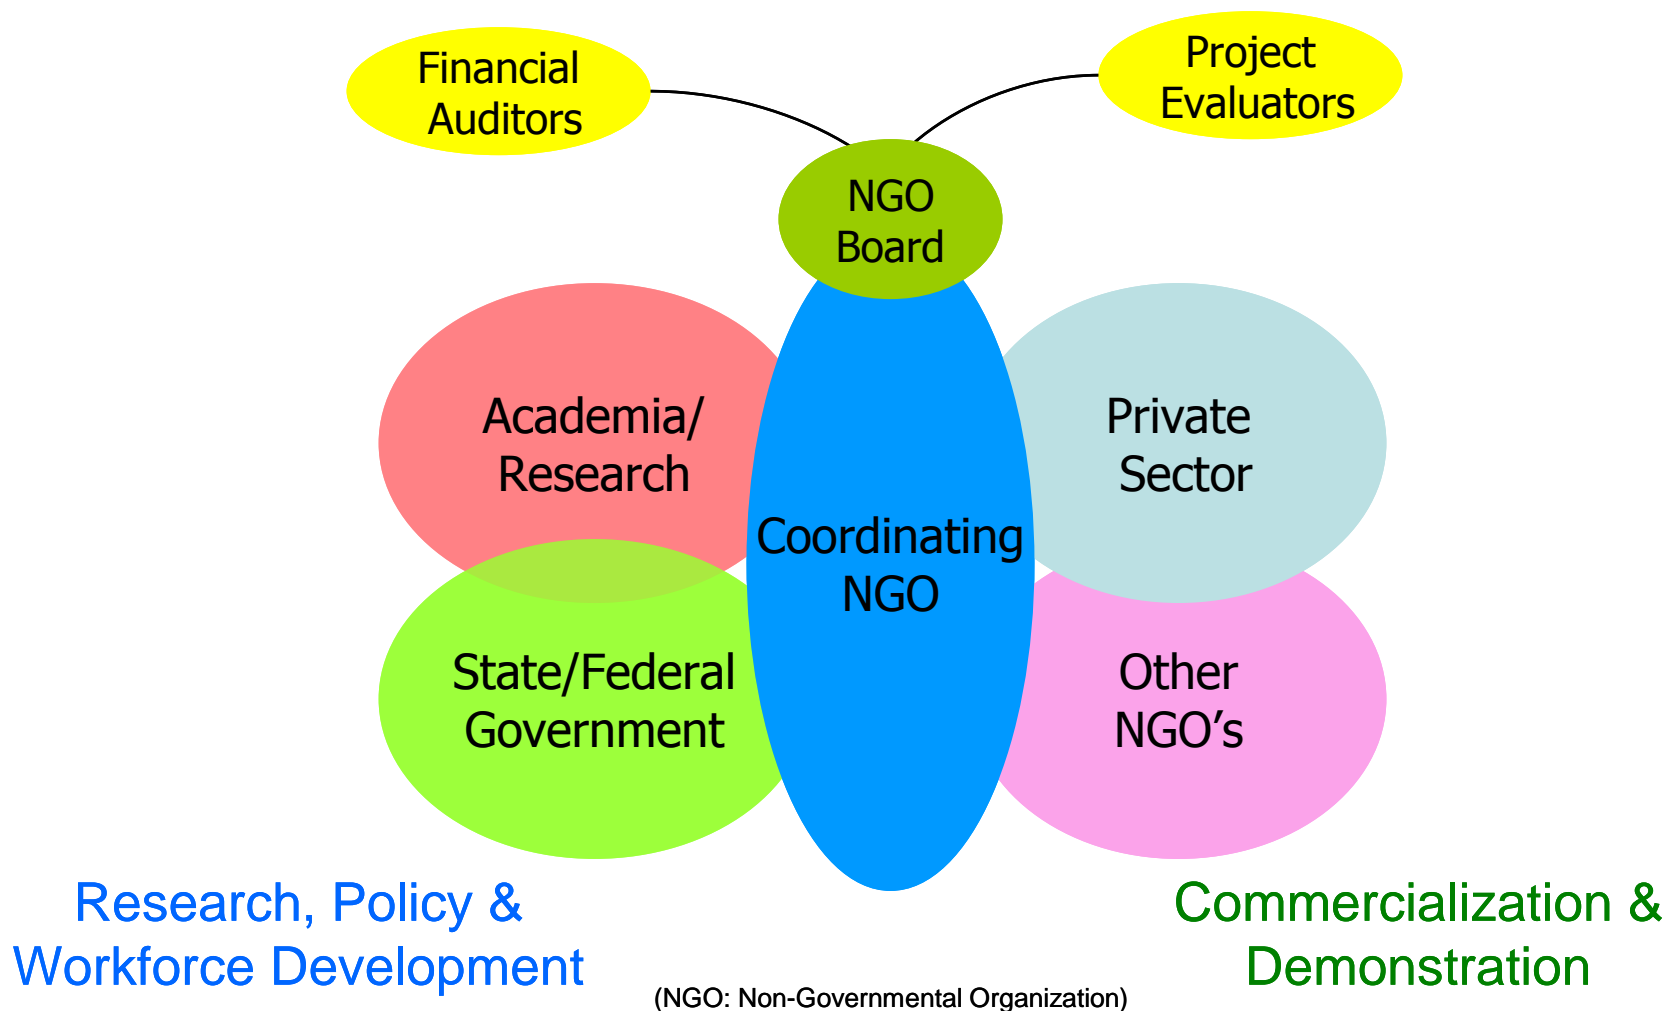 Financial
Auditors
Project
Evaluators
NGO
Board
Academia/
Research
Private
Sector
Coordinating
NGO
State/Federal
Government
Other
NGO’s
Research, Policy &
Workforce Development
Commercialization &
Demonstration
(NGO: Non-Governmental Organization)